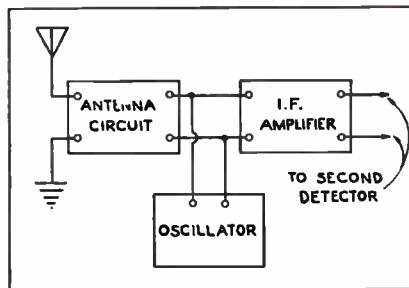 ANTENNA
CIRCUIT
I.F.
AMPLIFIER
TO SECOND
DETECTOR
OSCILLATOR